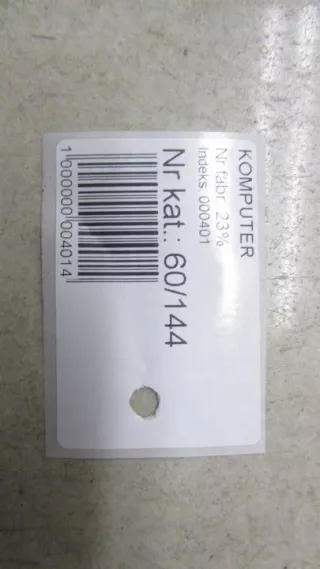 KOMPUTER
Nr fabr. 23%
Indeks: 000401
Nr kat.: 60/144
1000000004014